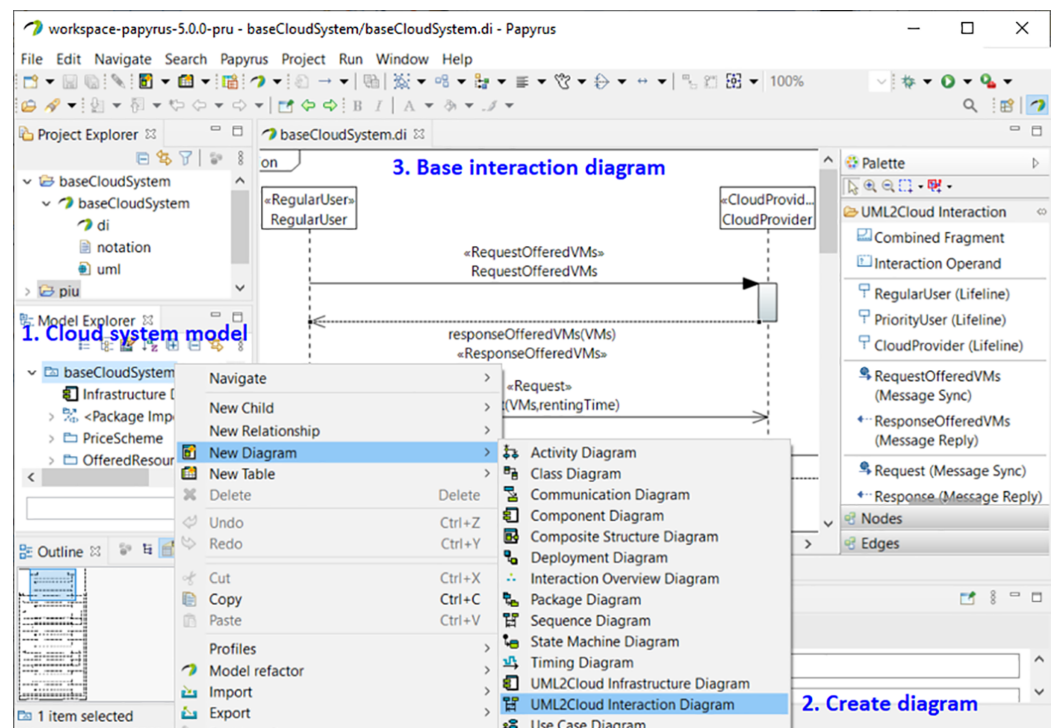 workspace-papyrus-5.0.0-pru - baseCloudSystem/baseCloudSystem.di - Papyrus
File Edit Navigate Search Papyrus Project Run Window Help
100%
B I A
Project Explorer
baseCloudSystem
baseCloudSystem
di
notation
uml
piu
Model Explorer
1. Cloud system model
baseCloudSystem
Infrastructure
<Package Imp
PriceScheme
OfferedResour
Outline
1 item selected
baseCloudSystem.di
on
3. Base interaction diagram
«RegularUser»
RegularUser
«CloudProvid...
CloudProvider
«RequestOfferedVMs»
RequestOfferedVMs
responseOfferedVMs(VMs)
«ResponseOfferedVMs»
«Request»
(VMs,rentingTime)
Palette
UML2Cloud Interaction
Combined Fragment
Interaction Operand
RegularUser (Lifeline)
PriorityUser (Lifeline)
CloudProvider (Lifeline)
RequestOfferedVMs
(Message Sync)
ResponseOfferedVMs
(Message Reply)
Request (Message Sync)
Response (Message Reply)
Nodes
Edges
Navigate
New Child
New Relationship
New Diagram
New Table
Delete Delete
Undo Ctrl+Z
Redo Ctrl+Y
Cut Ctrl+X
Copy Ctrl+C
Paste Ctrl+V
Profiles
Model refactor
Import
Export
Activity Diagram
Class Diagram
Communication Diagram
Component Diagram
Composite Structure Diagram
Deployment Diagram
Interaction Overview Diagram
Package Diagram
Sequence Diagram
State Machine Diagram
Timing Diagram
UML2Cloud Infrastructure Diagram
UML2Cloud Interaction Diagram
Use Case Diagram
2. Create diagram